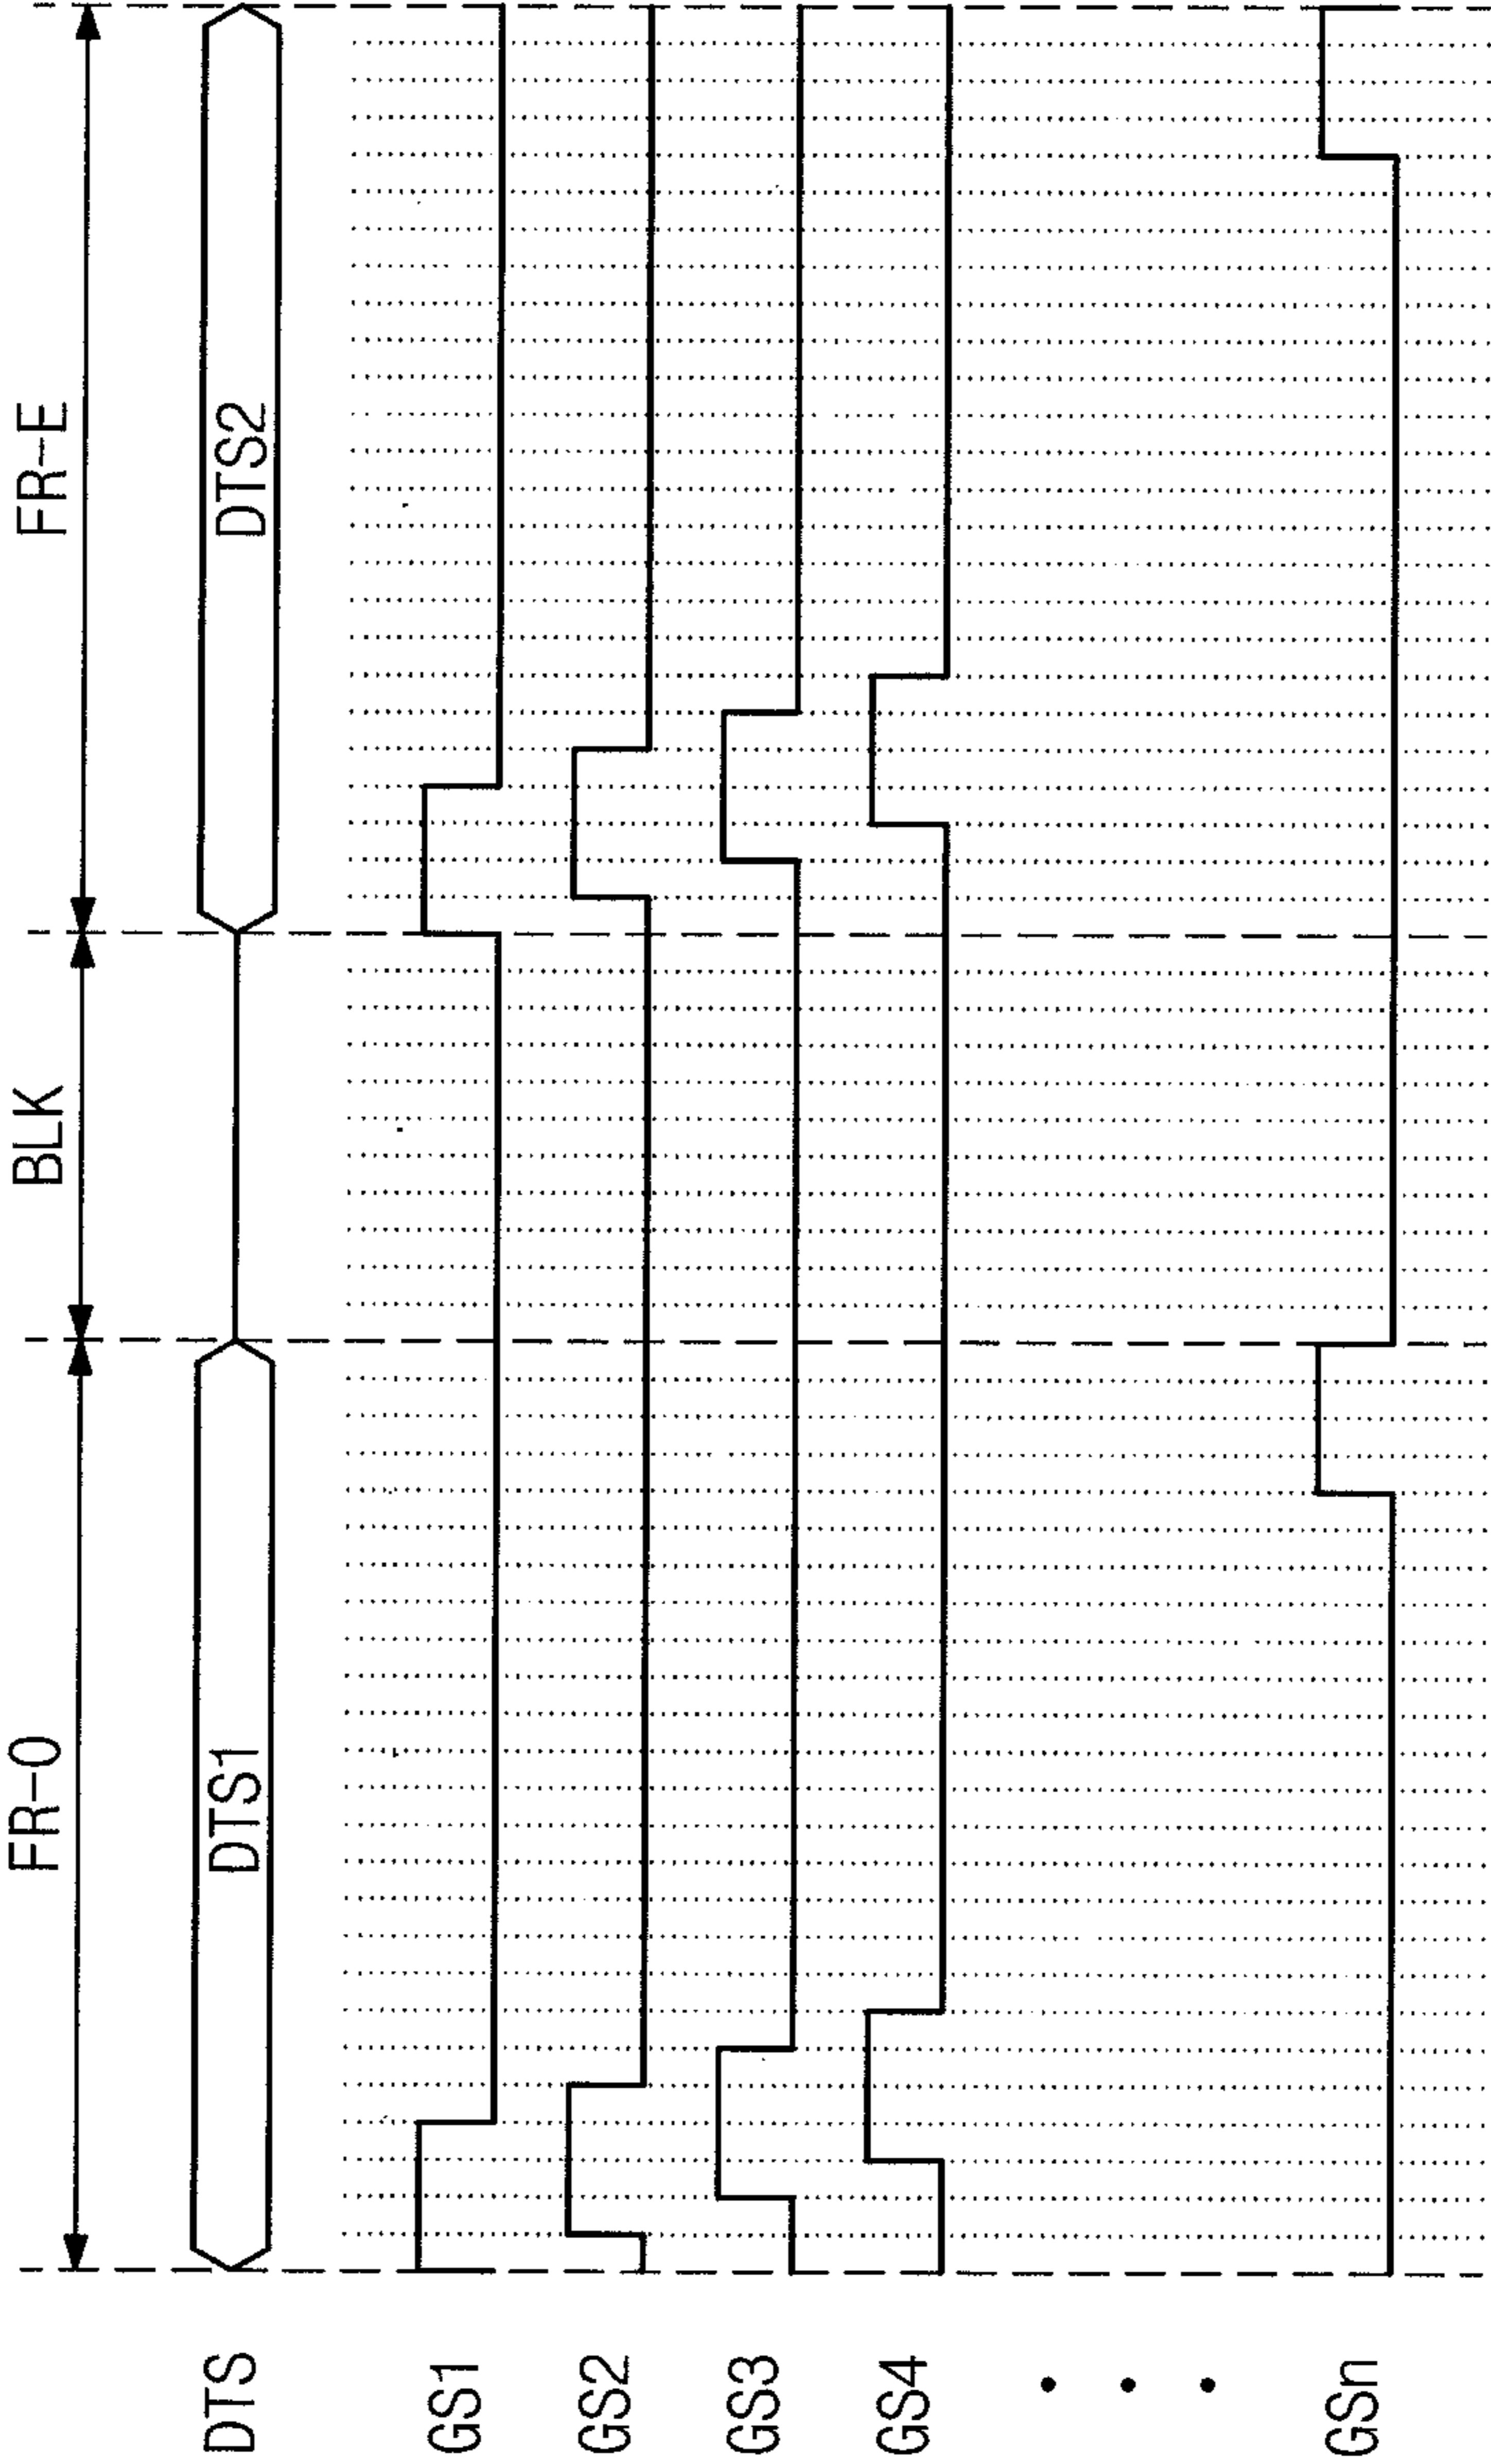 FR-O BLK FR-E
DTS DTS1 DTS2
GS1
GS2
GS3
GS4
GSn